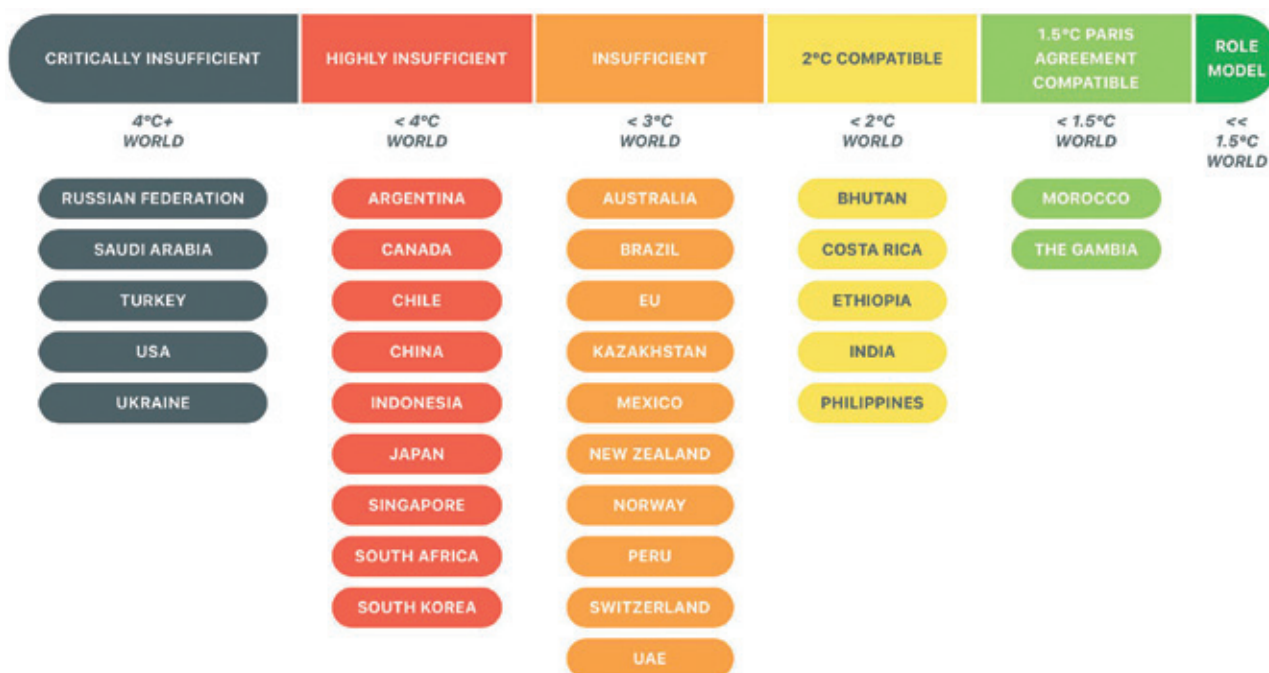 CRITICALLY INSUFFICIENT
HIGHLY INSUFFICIENT
INSUFFICIENT
2°C COMPATIBLE
1.5°C PARIS
AGREEMENT
COMPATIBLE
ROLE
MODEL
4°C+
WORLD
< 4°C
WORLD
< 3°C
WORLD
< 2°C
WORLD
< 1.5°C
WORLD
<<
1.5°C
WORLD
RUSSIAN FEDERATION
SAUDI ARABIA
TURKEY
USA
UKRAINE
ARGENTINA
CANADA
CHILE
CHINA
INDONESIA
JAPAN
SINGAPORE
SOUTH AFRICA
SOUTH KOREA
AUSTRALIA
BRAZIL
EU
KAZAKHSTAN
MEXICO
NEW ZEALAND
NORWAY
PERU
SWITZERLAND
UAE
BHUTAN
COSTA RICA
ETHIOPIA
INDIA
PHILIPPINES
MOROCCO
THE GAMBIA